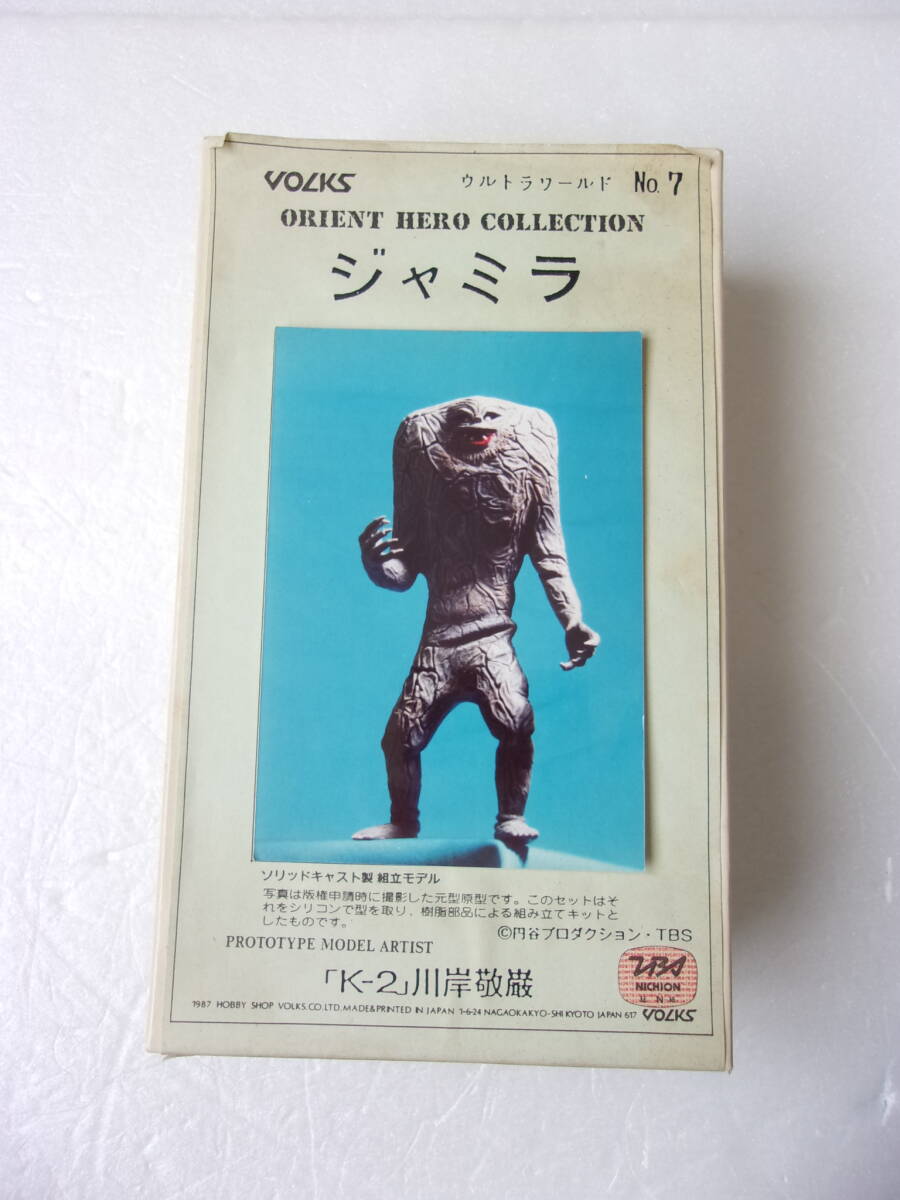 VOLKS
ウルトラワールド No. 7
ORIENT HERO COLLECTION
ジャミラ
ソリッドキャスト製 組立モデル
写真は版権申請時に撮影した元型原型です。このセットはそ
れをシリコンで型を取り、樹脂部品による組み立てキットと
したものです。
©円谷プロダクション・TBS
PROTOTYPE MODEL ARTIST
「K-2」川岸敬厳
TBS
NICHION
1987 HOBBY SHOP VOLKS.CO.LTD.MADE&PRINTED IN JAPAN 1-6-24 NAGAOKAKYO-SHI KYOTO JAPAN 617 VOLKS